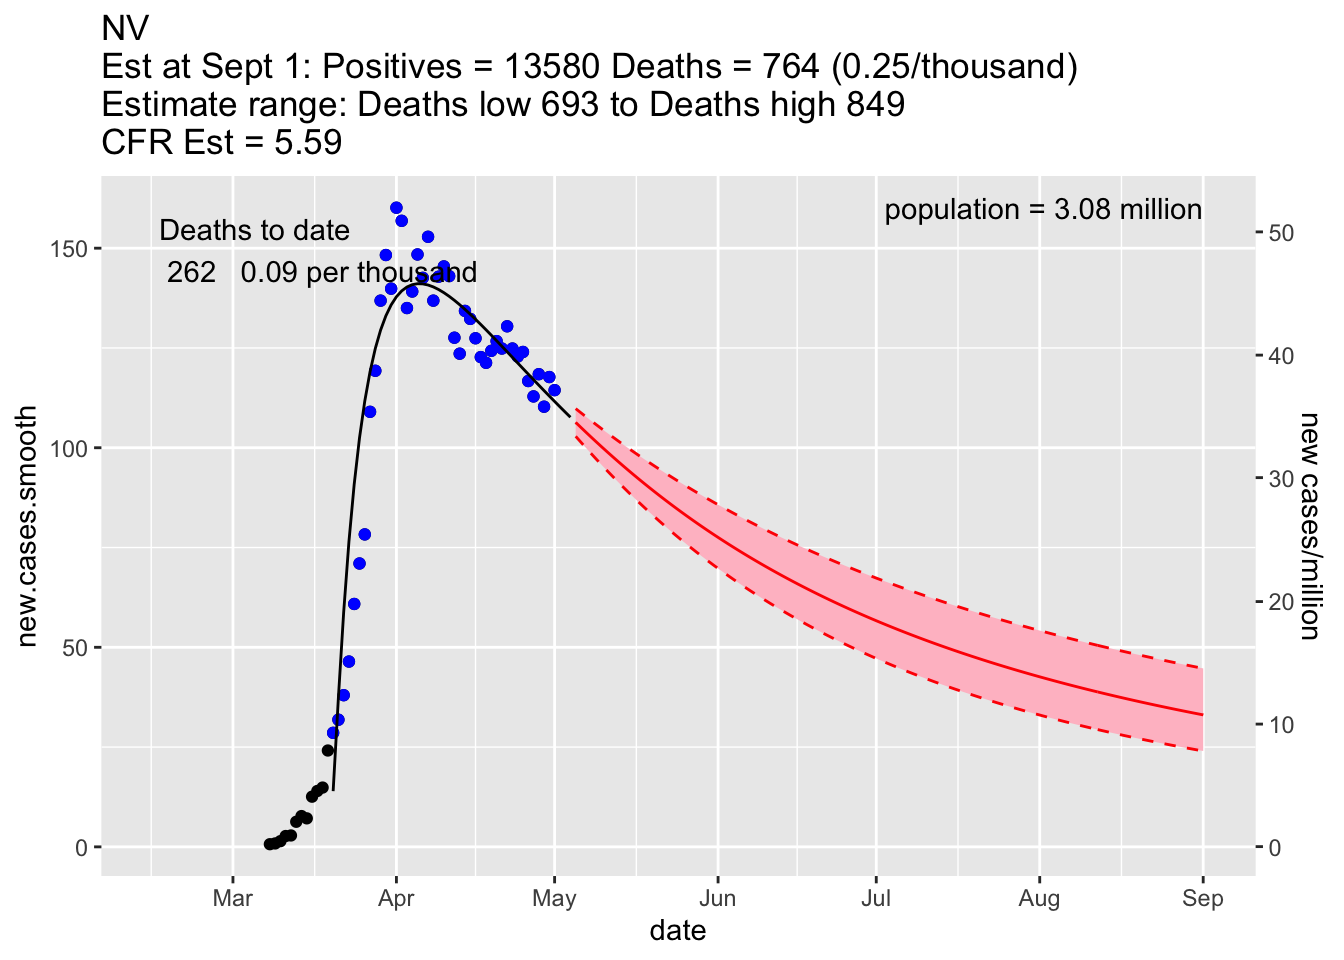 NV
Est at Sept 1: Positives = 13580 Deaths = 764 (0.25/thousand)
Estimate range: Deaths low 693 to Deaths high 849
CFR Est = 5.59
population = 3.08 million
Deaths to date
262 0.09 per thousand
150
100
50
0
new.cases.smooth
50
40
30
20
10
0
new cases/million
Mar Apr May Jun Jul Aug Sep
date